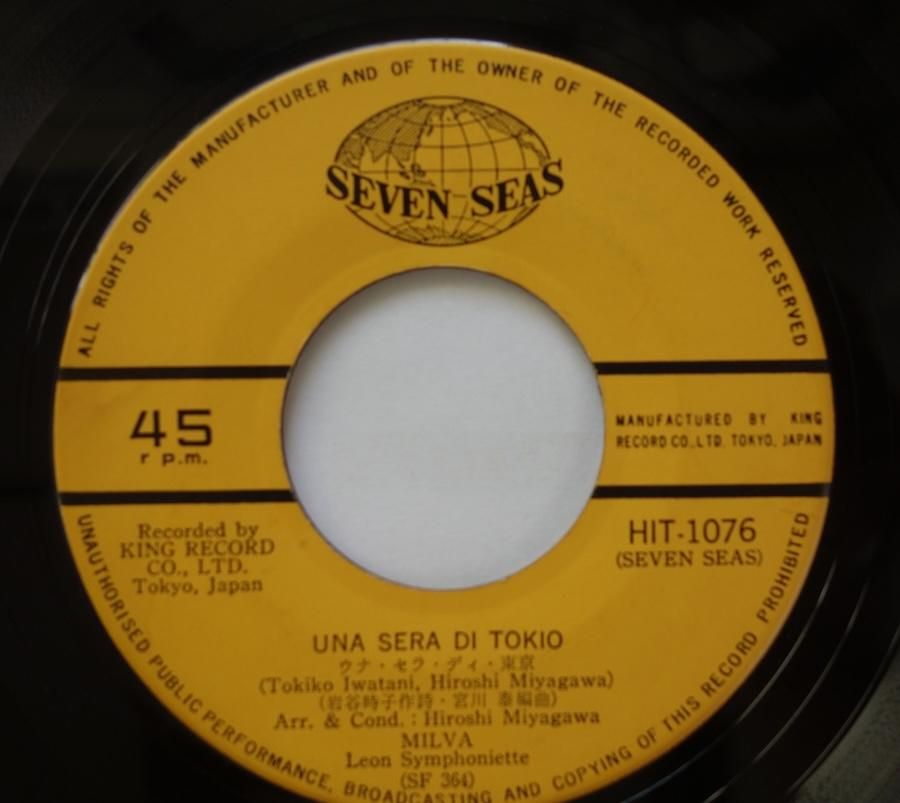 ALL RIGHTS OF THE MANUFACTURER AND OF THE OWNER OF THE RECORDED WORK RESERVED
SEVEN SEAS
45
r p.m.
MANUFACTURED BY KING
RECORD CO., LTD. TOKYO, JAPAN
Recorded by
KING RECORD
CO., LTD.
Tokyo, Japan
HIT-1076
(SEVEN SEAS)
UNA SERA DI TOKIO
ウナ・セラ・ディ・東京
(Tokiko Iwatani, Hiroshi Miyagawa)
(岩谷時子作詩・宮川 泰編曲)
Arr. & Cond. : Hiroshi Miyagawa
MILVA
Leon Symphoniette
(SF 364)
UNAUTHORISED PUBLIC PERFORMANCE, BROADCASTING AND COPYING OF THIS RECORD PROHIBITED